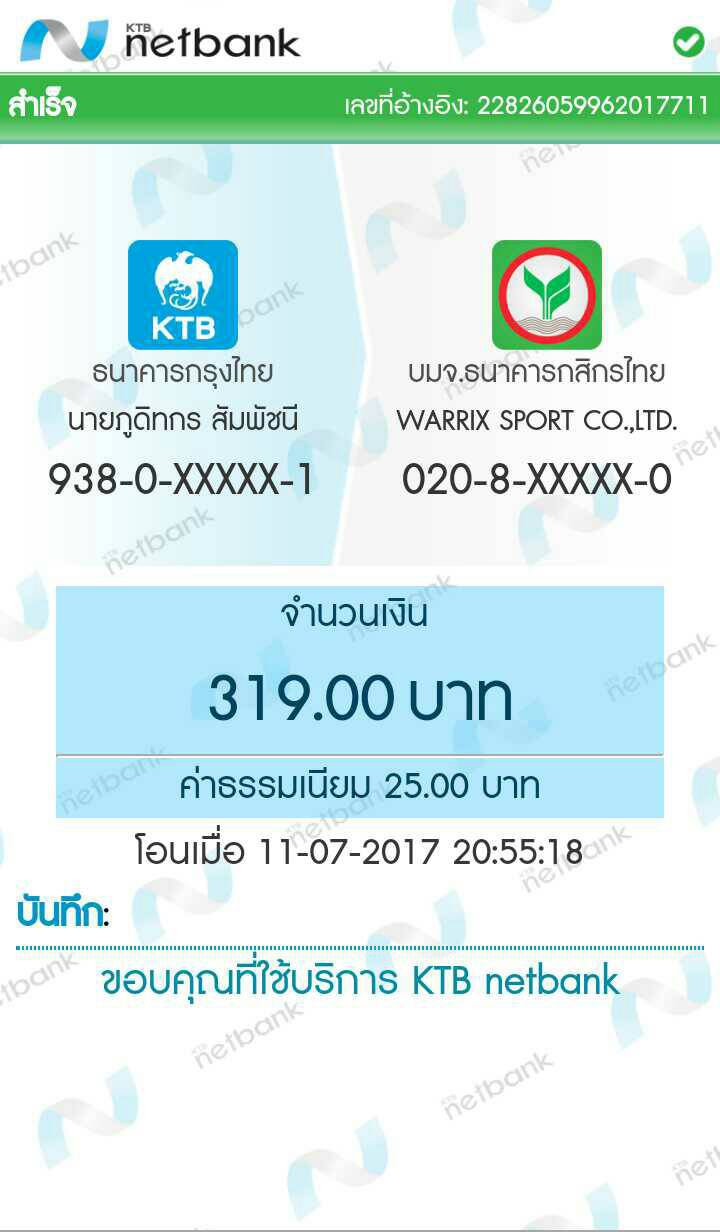 KTB
netbank
สำเร็จ
เลขที่อ้างอิง: 22826059962017711
KTB
ธนาคารกรุงไทย
นายภูดิทกร สัมพัชนี
938-0-XXXXX-1
บมจ.ธนาคารกสิกรไทย
WARRIX SPORT CO.,LTD.
020-8-XXXXX-0
จำนวนเงิน
319.00 บาท
ค่าธรรมเนียม 25.00 บาท
โอนเมื่อ 11-07-2017 20:55:18
บันทึก:
ขอบคุณที่ใช้บริการ KTB netbank